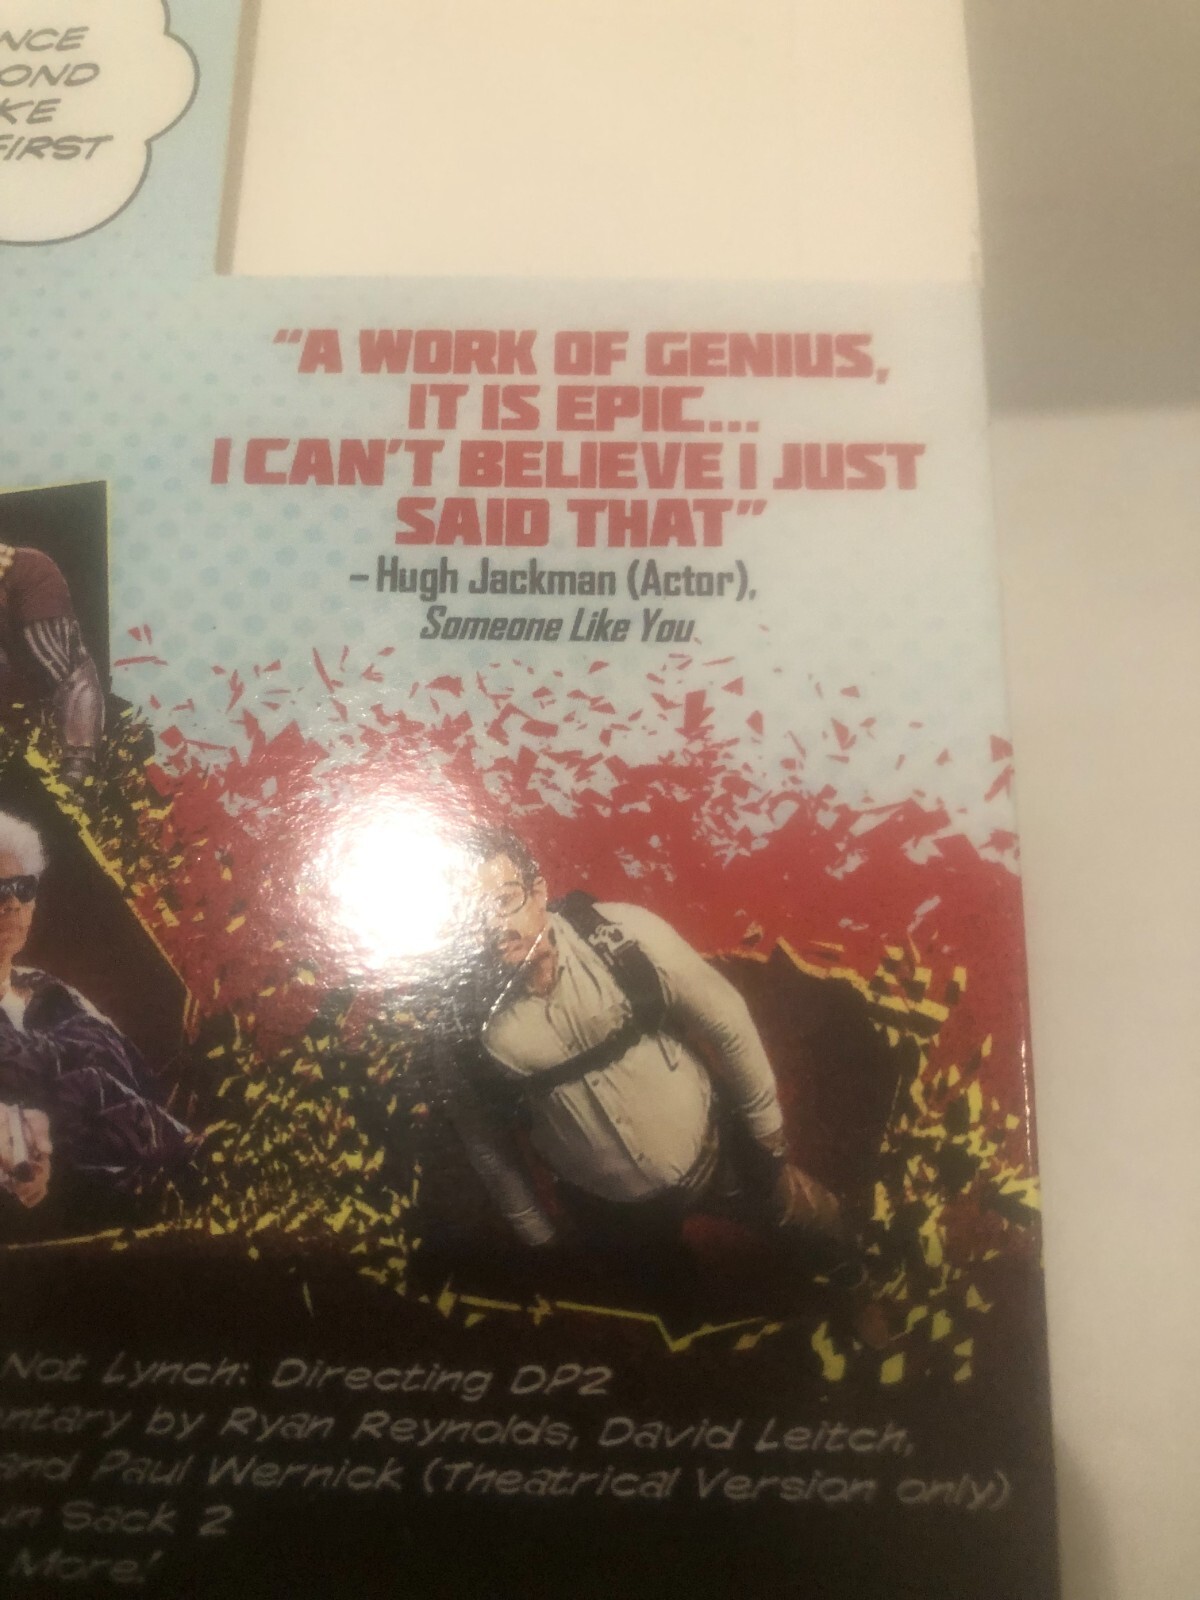 NCE
OND
KE
FIRST
"A WORK OF GENIUS,
IT IS EPIC...
I CAN'T BELIEVE I JUST
SAID THAT"
– Hugh Jackman (Actor),
Someone Like You
Not Lynch: Directing DP2
ntary by Ryan Reynolds, David Leitch,
and Paul Wernick (Theatrical Version only)
un Sack 2
More!